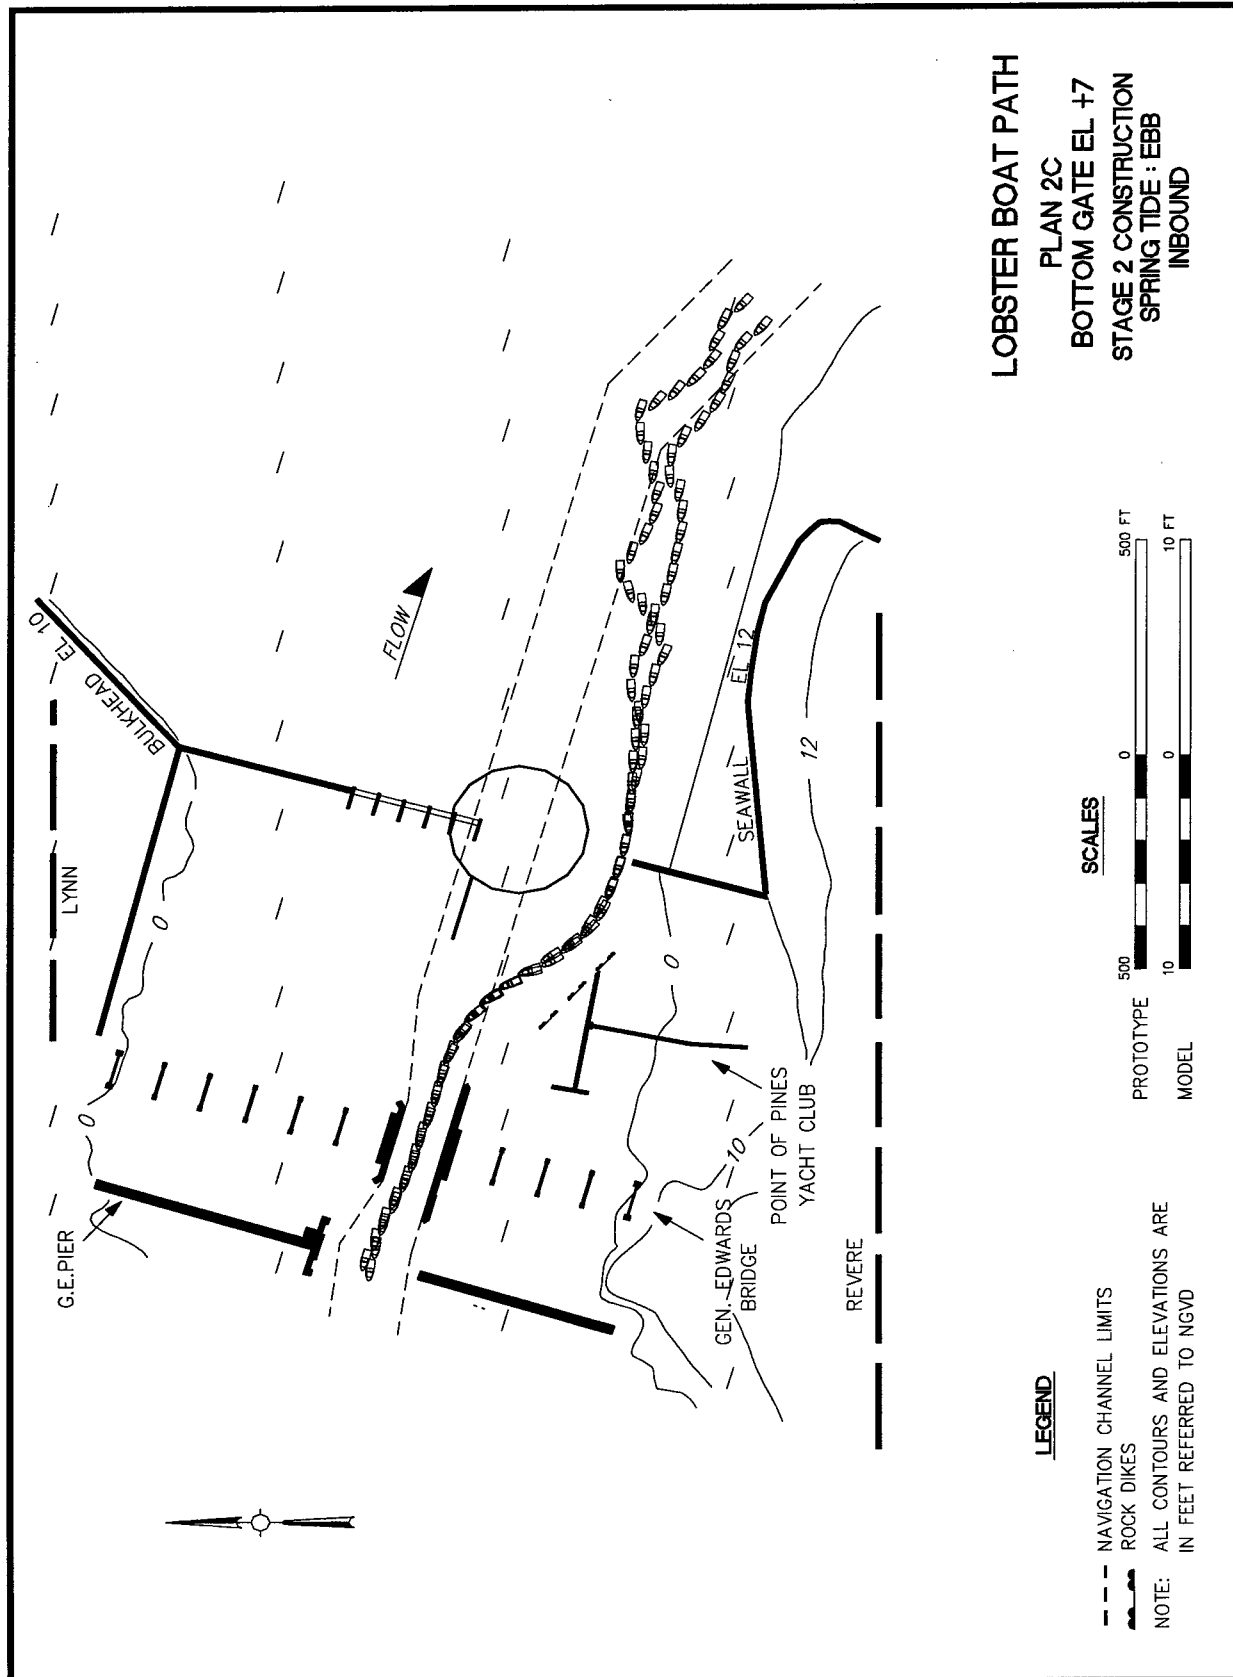 LOBSTER BOAT PATH
PLAN 2C
BOTTOM GATE EL +7
STAGE 2 CONSTRUCTION
SPRING TIDE : EBB
INBOUND
LYNN
BULKHEAD EL 10
0
0
G.E.PIER
FLOW
SEAWALL EL 12
12
0
10
POINT OF PINES
YACHT CLUB
GEN. EDWARDS
BRIDGE
REVERE
SCALES
PROTOTYPE 500 0 500 FT
MODEL 10 0 10 FT
LEGEND
NAVIGATION CHANNEL LIMITS
ROCK DIKES
NOTE: ALL CONTOURS AND ELEVATIONS ARE
IN FEET REFERRED TO NGVD